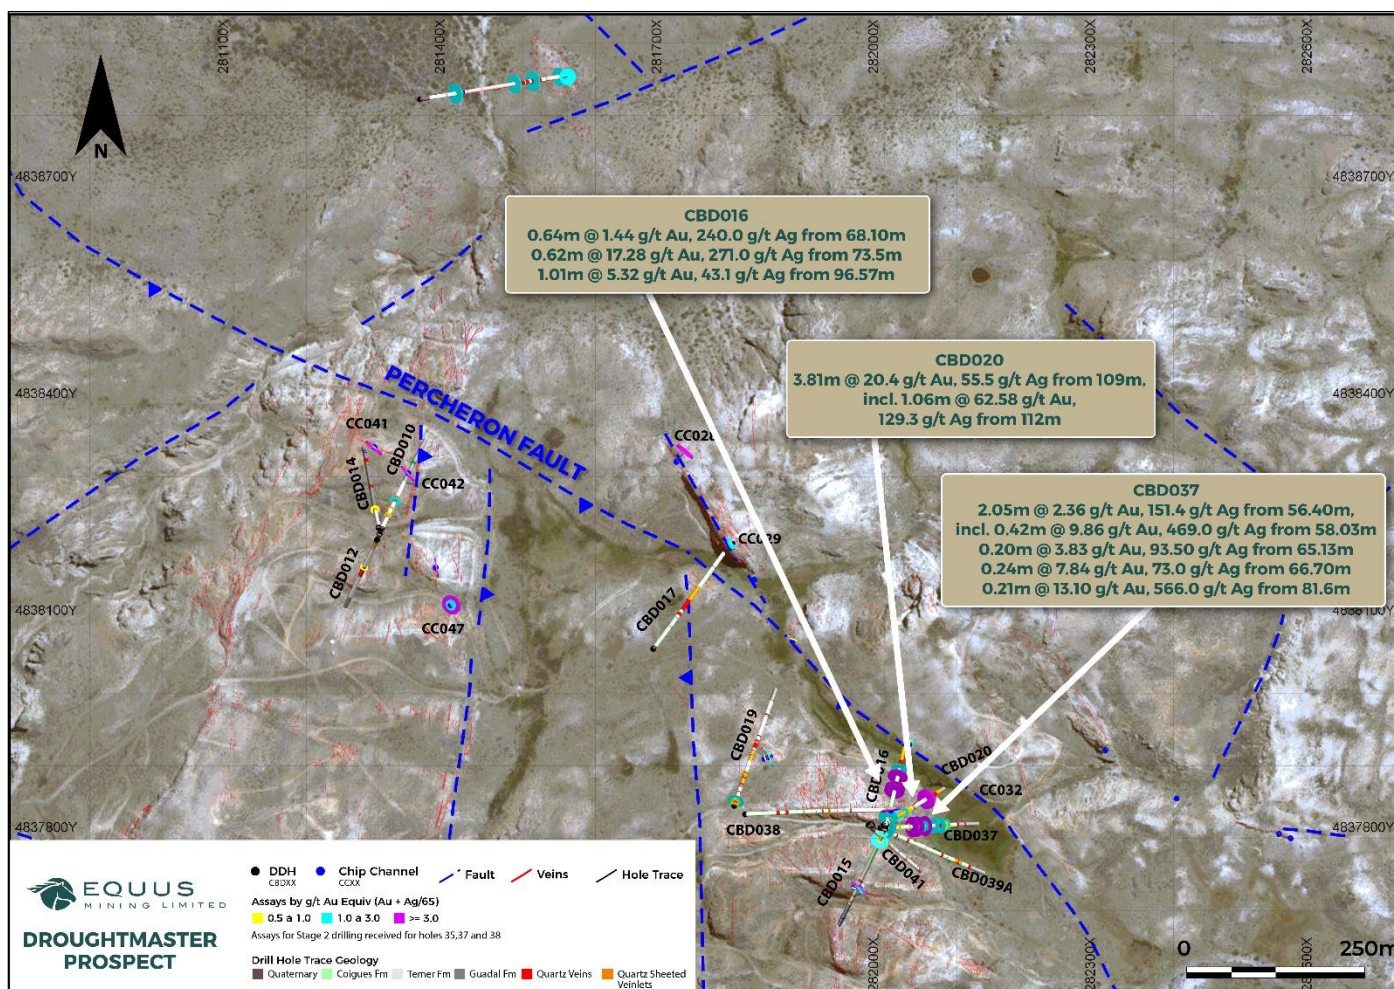 281100X
281400X
281700X
282000X
282300X
282600X
N
4838700Y
4838700Y
CBD016
0.64m @ 1.44 g/t Au, 240.0 g/t Ag from 68.10m
0.62m @ 17.28 g/t Au, 271.0 g/t Ag from 73.5m
1.01m @ 5.32 g/t Au, 43.1 g/t Ag from 96.57m
CBD020
3.81m @ 20.4 g/t Au, 55.5 g/t Ag from 109m,
incl. 1.06m @ 62.58 g/t Au,
129.3 g/t Ag from 112m
4838400Y
4838400Y
PERCHERON FAULT
CC041
CBD010
CBD014
CC042
CC028
CBD037
2.05m @ 2.36 g/t Au, 151.4 g/t Ag from 56.40m,
incl. 0.42m @ 9.86 g/t Au, 469.0 g/t Ag from 58.03m
0.20m @ 3.83 g/t Au, 93.50 g/t Ag from 65.13m
0.24m @ 7.84 g/t Au, 73.0 g/t Ag from 66.70m
0.21m @ 13.10 g/t Au, 566.0 g/t Ag from 81.6m
CC029
CBD012
CBD017
4838100Y
4838100Y
CC047
CBD019
CBD016
CBD020
CC032
4837800Y
CBD038
CBD037
CBD015
CBD041
CBD039A
282000X
282300X
EQUUS
MINING LIMITED
DROUGHTMASTER
PROSPECT
DDH
CBDXX
Chip Channel
CCXX
Fault
Veins
Hole Trace
Assays by g/t Au Equiv (Au + Ag/65)
0.5 a 1.0
1.0 a 3.0
>= 3.0
Assays for Stage 2 drilling received for holes 35,37 and 38
Drill Hole Trace Geology
Quaternary
Coigues Fm
Temer Fm
Guadal Fm
Quartz Veins
Quartz Sheeted
Veinlets
0
250m